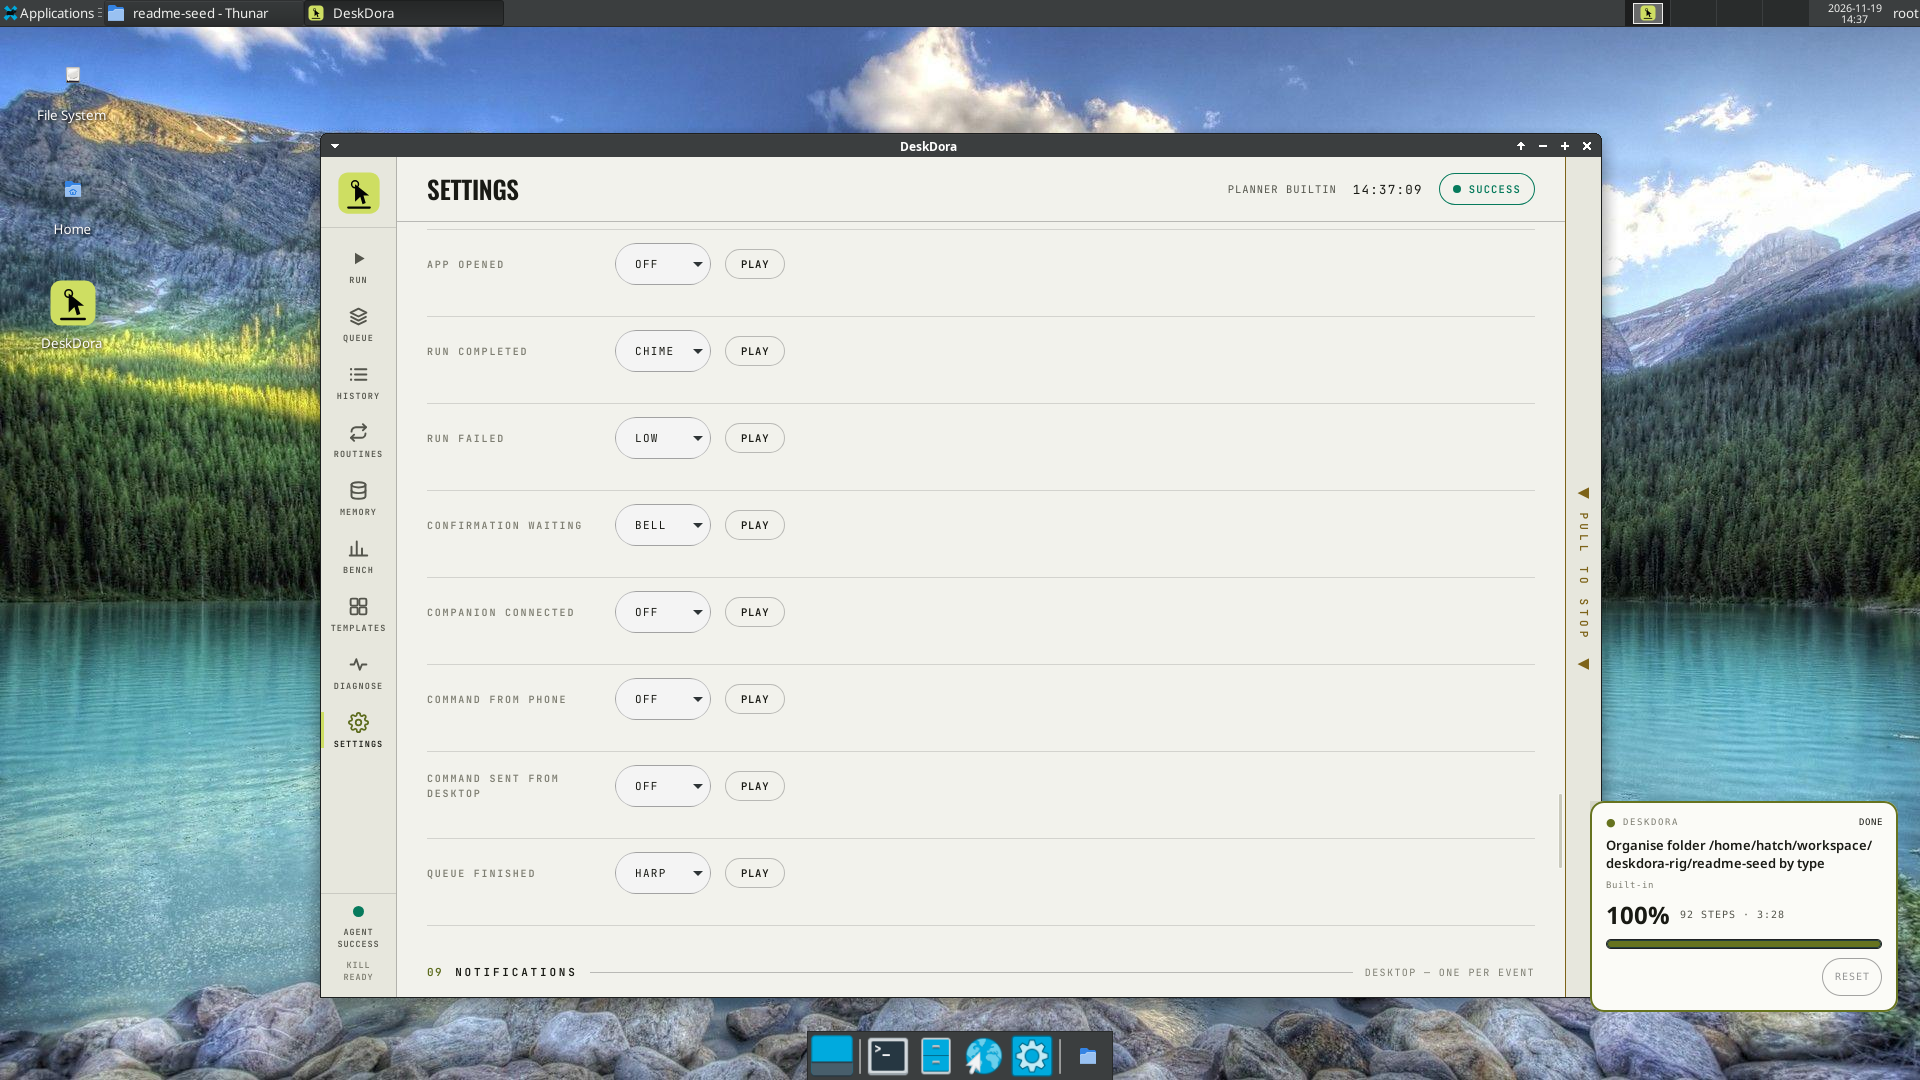 Applications
readme-seed - Thunar
DeskDora
2026-11-19
14:37
root
File System
Home
DeskDora
DeskDora
SETTINGS
PLANNER BUILTIN
14:37:09
SUCCESS
RUN
QUEUE
HISTORY
ROUTINES
MEMORY
BENCH
TEMPLATES
DIAGNOSE
SETTINGS
AGENT
SUCCESS
KILL
READY
APP OPENED
OFF
PLAY
RUN COMPLETED
CHIME
PLAY
RUN FAILED
LOW
PLAY
CONFIRMATION WAITING
BELL
PLAY
COMPANION CONNECTED
OFF
PLAY
COMMAND FROM PHONE
OFF
PLAY
COMMAND SENT FROM
DESKTOP
OFF
PLAY
QUEUE FINISHED
HARP
PLAY
09 NOTIFICATIONS
DESKTOP — ONE PER EVENT
PULL TO STOP
DESKDORA
DONE
Organise folder /home/hatch/workspace/
deskdora-rig/readme-seed by type
Built-in
100% 92 STEPS · 3:28
RESET